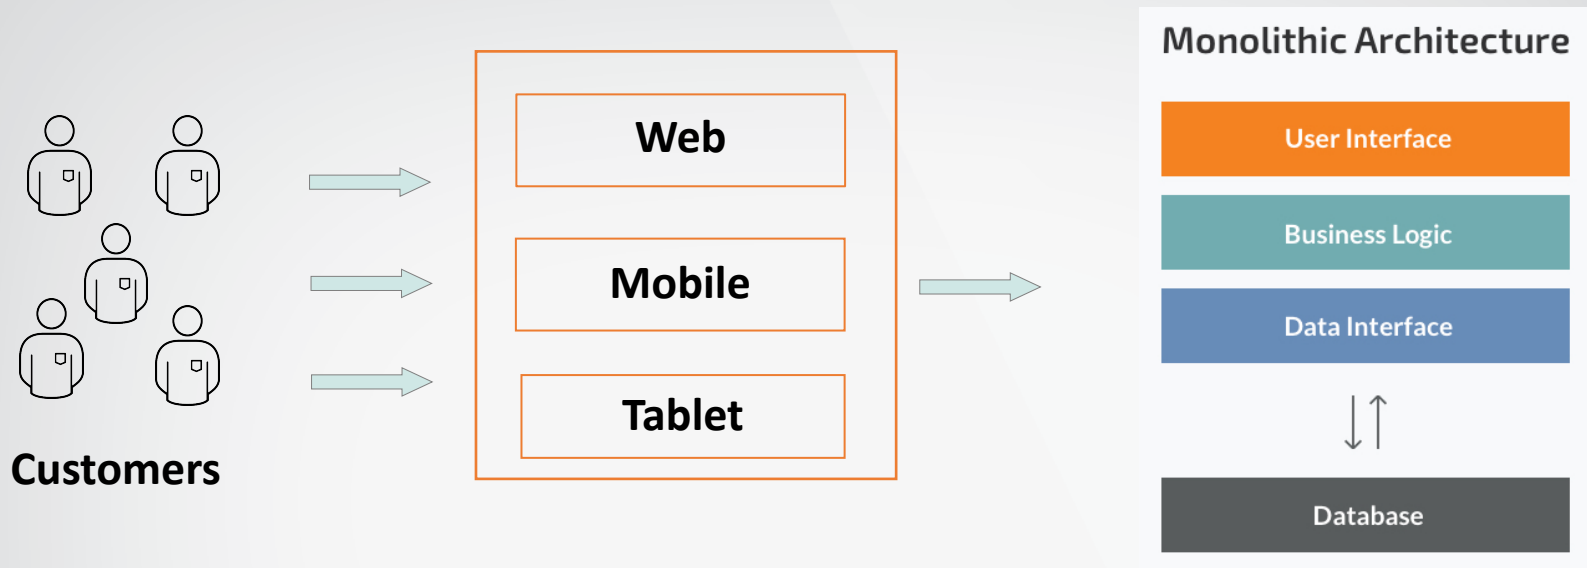 Customers
Web
Mobile
Tablet
Monolithic Architecture
User Interface
Business Logic
Data Interface
Database